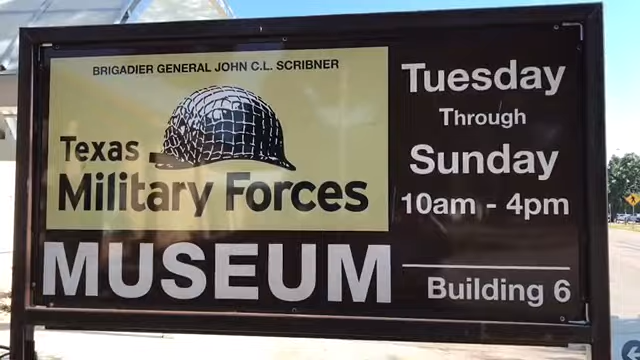 BRIGADIER GENERAL JOHN C.L. SCRIBNER
Texas
Military Forces
MUSEUM
Tuesday
Through
Sunday
10am - 4pm
Building 6